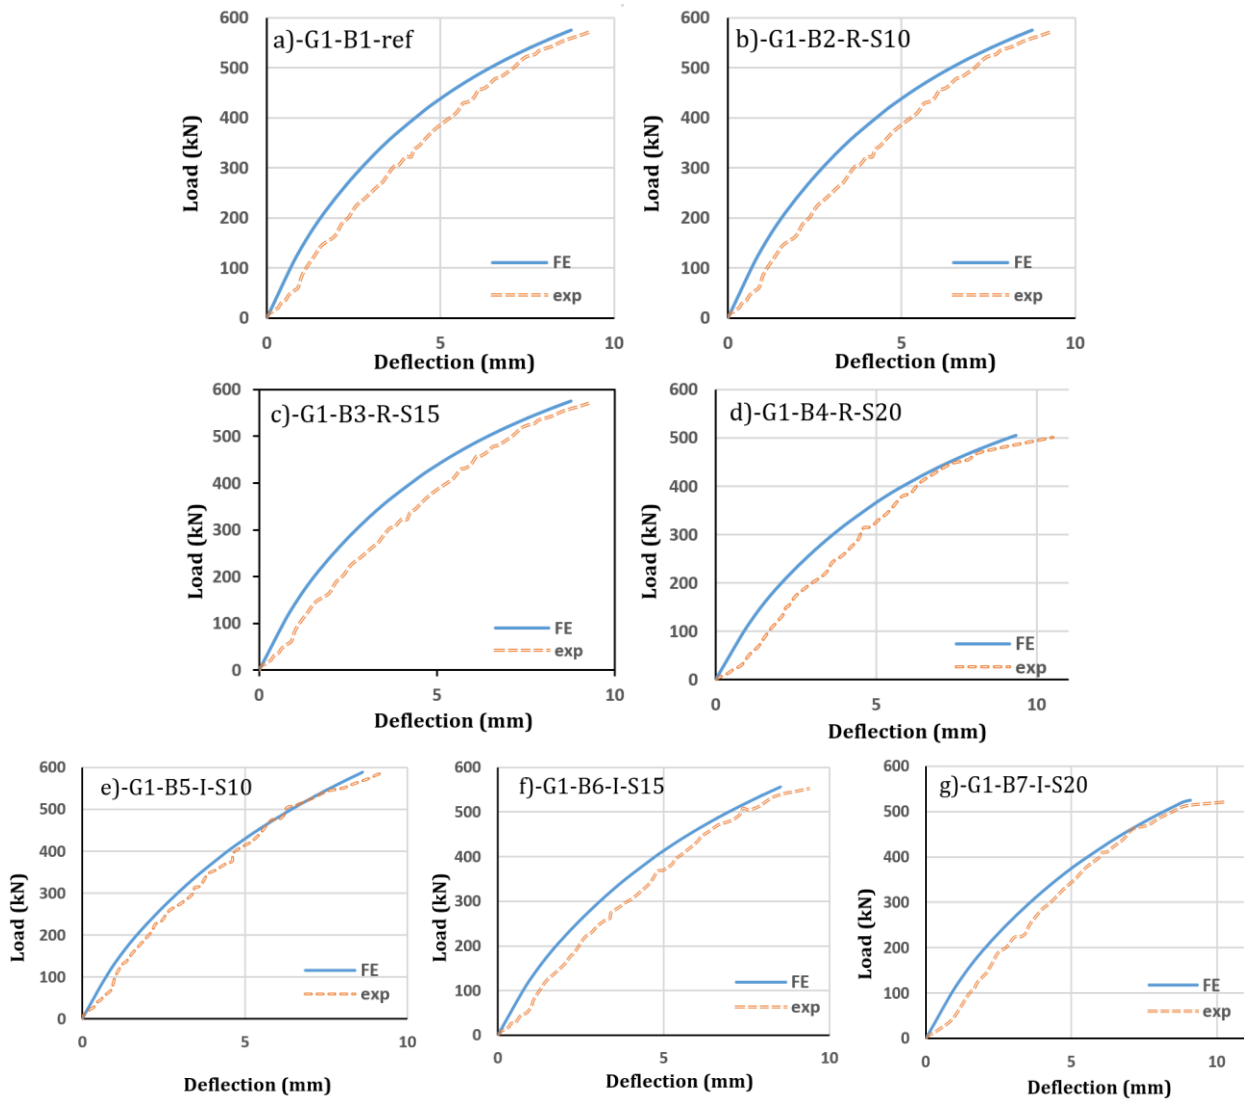 a)-G1-B1-ref
600
500
400
300
200
100
0
Load (kN)
FE
exp
0 5 10
Deflection (mm)
b)-G1-B2-R-S10
600
500
400
300
200
100
0
Load (kN)
FE
exp
0 5 10
Deflection (mm)
c)-G1-B3-R-S15
600
500
400
300
200
100
0
Load (kN)
FE
exp
0 5 10
Deflection (mm)
d)-G1-B4-R-S20
600
500
400
300
200
100
0
Load (kN)
FE
exp
0 5 10
Deflection (mm)
e)-G1-B5-I-S10
600
500
400
300
200
100
0
Load (kN)
FE
exp
0 5 10
Deflection (mm)
f)-G1-B6-I-S15
600
500
400
300
200
100
0
Load (kN)
FE
exp
0 5 10
Deflection (mm)
g)-G1-B7-I-S20
600
500
400
300
200
100
0
Load (kN)
FE
exp
0 5 10
Deflection (mm)